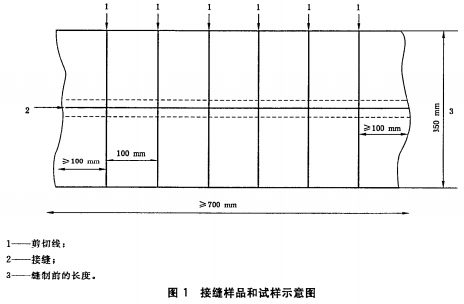 1 1 1 1 1 1
2
3
350 mm
≥100 mm
100 mm
≥100 mm
≥700 mm
1——剪切线；
2——接缝；
3——缝制前的长度。
图 1 接缝样品和试样示意图